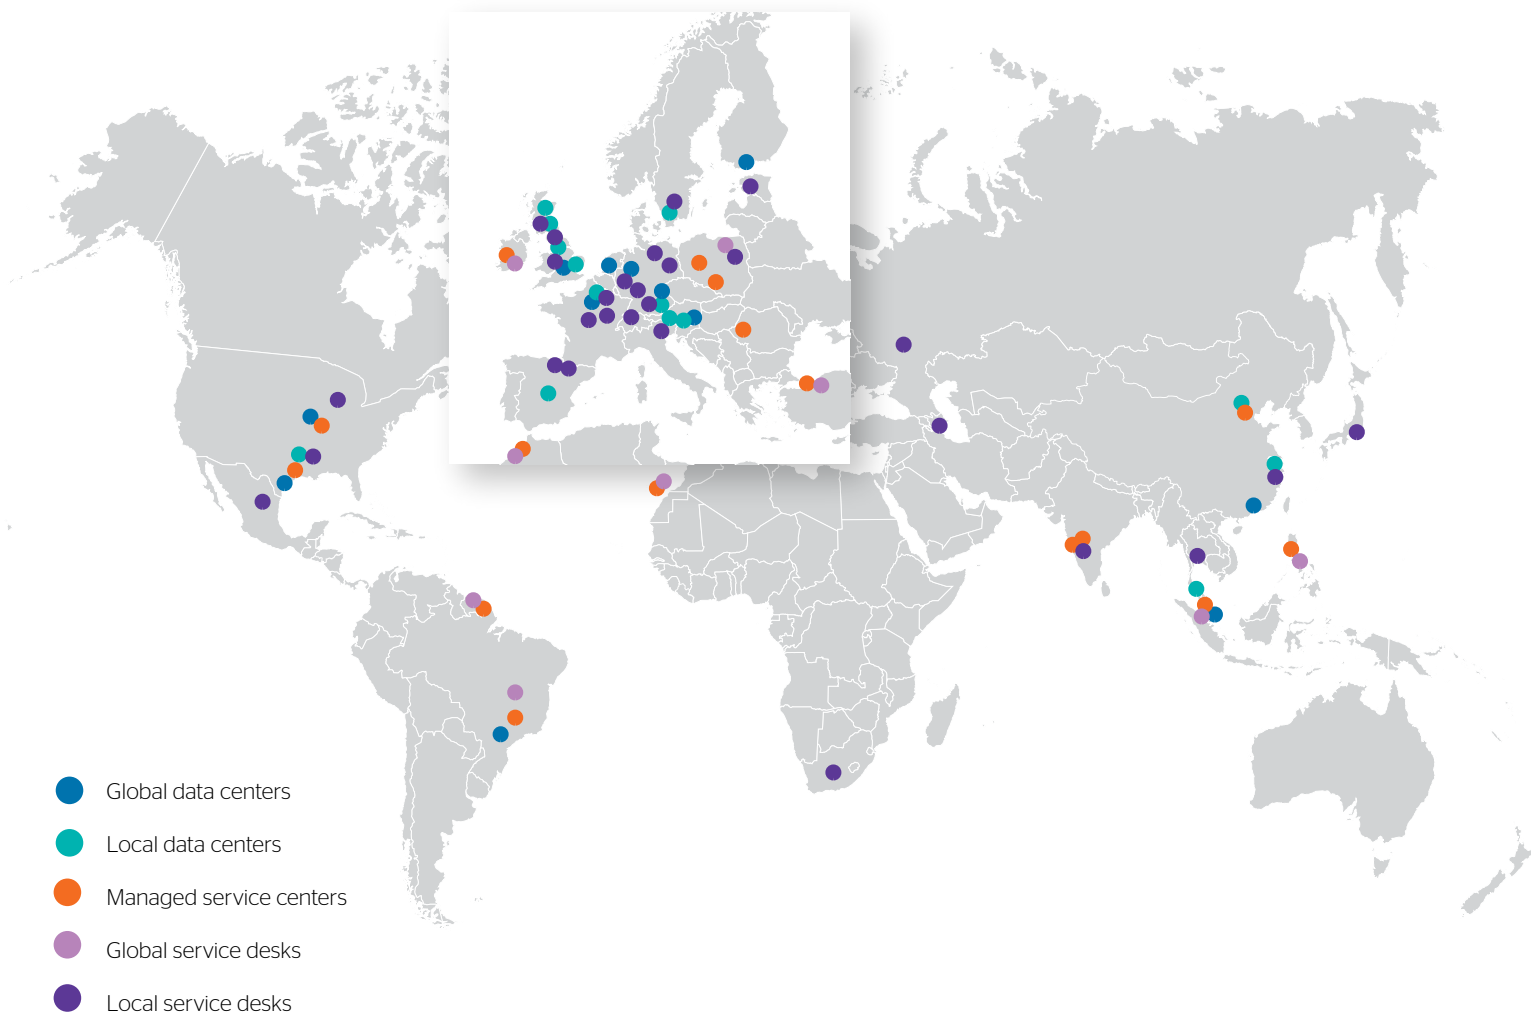 Global data centers
Local data centers
Managed service centers
Global service desks
Local service desks